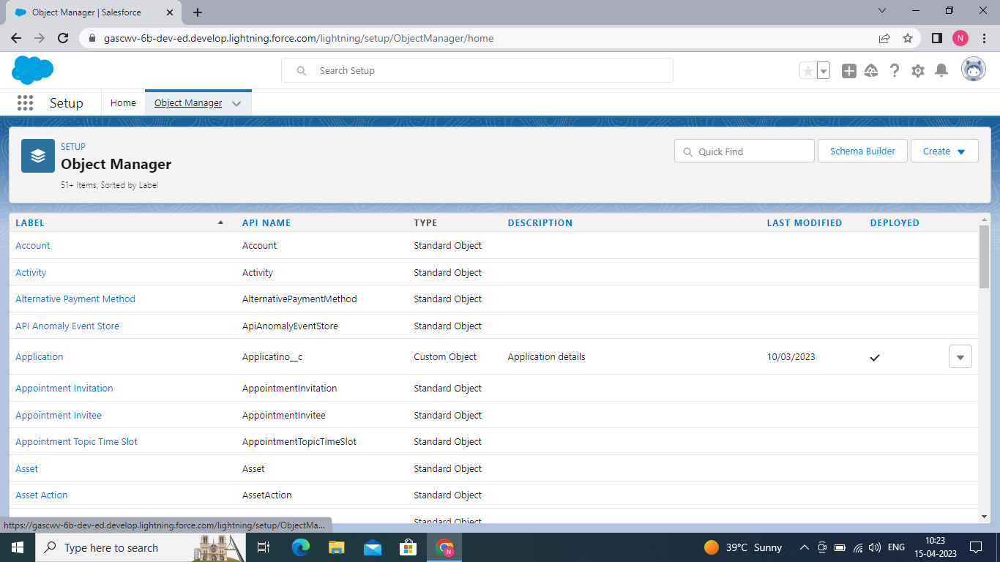 Object Manager | Salesforce
gascwv-6b-dev-ed.develop.lightning.force.com/lightning/setup/ObjectManager/home
N
Search Setup
Setup
Home
Object Manager
SETUP
Object Manager
51+ Items, Sorted by Label
Quick Find
Schema Builder
Create
LABEL API NAME TYPE DESCRIPTION LAST MODIFIED DEPLOYED
Account Account Standard Object
Activity Activity Standard Object
Alternative Payment Method AlternativePaymentMethod Standard Object
API Anomaly Event Store ApiAnomalyEventStore Standard Object
Application Applicatino__c Custom Object Application details 10/03/2023
Appointment Invitation AppointmentInvitation Standard Object
Appointment Invitee AppointmentInvitee Standard Object
Appointment Topic Time Slot AppointmentTopicTimeSlot Standard Object
Asset Asset Standard Object
Asset Action AssetAction Standard Object
Standard Object
https://gascwv-6b-dev-ed.develop.lightning.force.com/lightning/setup/ObjectMa...
Type here to search
N
39°C Sunny
ENG
10:23
15-04-2023